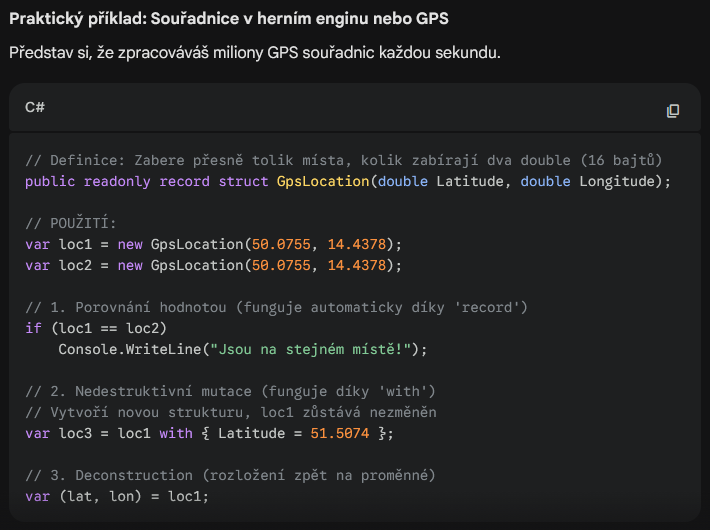 Praktický příklad: Souřadnice v herním enginu nebo GPS
Představ si, že zpracováváš miliony GPS souřadnic každou sekundu.
C#
// Definice: Zabere přesně tolik místa, kolik zabírají dva double (16 bajtů)
public readonly record struct GpsLocation(double Latitude, double Longitude);
// POUŽITÍ:
var loc1 = new GpsLocation(50.0755, 14.4378);
var loc2 = new GpsLocation(50.0755, 14.4378);
// 1. Porovnání hodnotou (funguje automaticky díky 'record')
if (loc1 == loc2)
    Console.WriteLine("Jsou na stejném místě!");
// 2. Nedestruktivní mutace (funguje díky 'with')
// Vytvoří novou strukturu, loc1 zůstává nezměněn
var loc3 = loc1 with { Latitude = 51.5074 };
// 3. Deconstruction (rozložení zpět na proměnné)
var (lat, lon) = loc1;